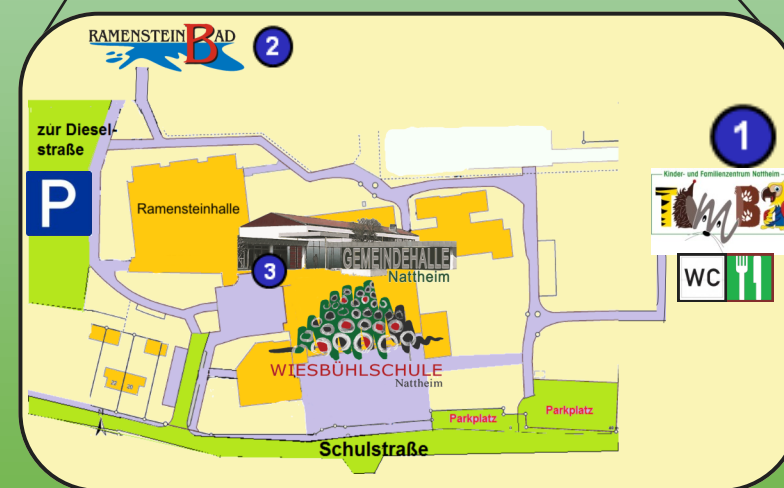 RAMENSTEINBAD
2
zur Diesel-
straße
P
1
Kinder- und Familienzentrum Nattheim
TimBa
WC
Ramensteinhalle
GEMEINDEHALLE
Nattheim
3
WIESBÜHLSCHULE
Nattheim
Parkplatz
Parkplatz
Schulstraße